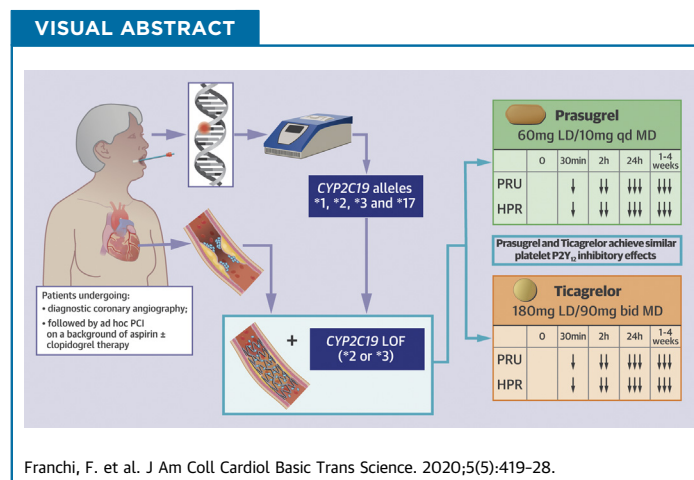 VISUAL ABSTRACT
CYP2C19 alleles
*1, *2, *3 and *17
Patients undergoing:
• diagnostic coronary angiography;
• followed by ad hoc PCI
on a background of aspirin ±
clopidogrel therapy
+
CYP2C19 LOF
(*2 or *3)
Prasugrel
60mg LD/10mg qd MD
0 30min 2h 24h 1-4 weeks
PRU ↓ ↓↓ ↓↓↓ ↓↓↓
HPR ↓ ↓↓ ↓↓↓ ↓↓↓
Prasugrel and Ticagrelor achieve similar
platelet P2Y₁₂ inhibitory effects
Ticagrelor
180mg LD/90mg bid MD
0 30min 2h 24h 1-4 weeks
PRU ↓ ↓↓ ↓↓↓ ↓↓↓
HPR ↓ ↓↓ ↓↓↓ ↓↓↓
Franchi, F. et al. J Am Coll Cardiol Basic Trans Science. 2020;5(5):419–28.